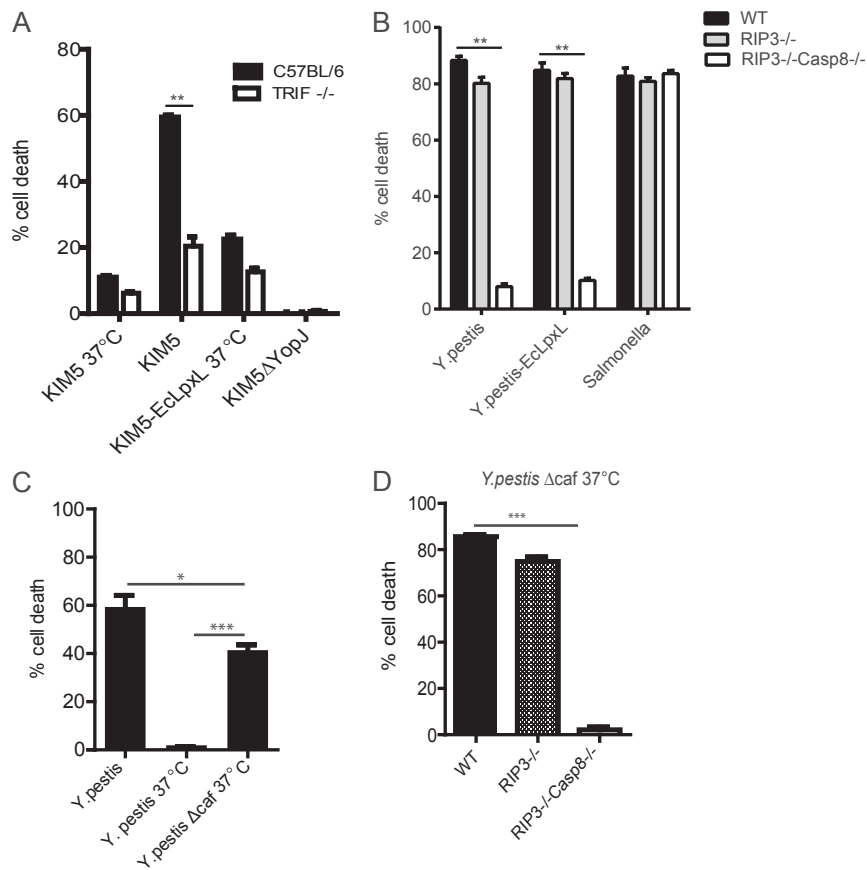 A
% cell death
80
60
40
20
0
C57BL/6
TRIF -/-
**
KIM5 37°C
KIM5
KIM5-EcLpxL 37°C
KIM5ΔYopJ
B
% cell death
100
80
60
40
20
0
WT
RIP3-/-
RIP3-/-Casp8-/-
**
**
Y.pestis
Y.pestis-EcLpxL
Salmonella
C
% cell death
100
80
60
40
20
0
*
***
Y.pestis
Y. pestis 37°C
Y.pestis Δcaf 37°C
D
Y.pestis Δcaf 37°C
% cell death
100
80
60
40
20
0
***
WT
RIP3-/-
RIP3-/-Casp8-/-